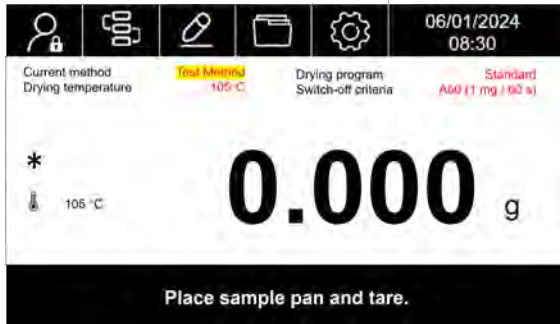 06/01/2024
08:30
Current method Test Method Drying program Standard
Drying temperature 105 °C Switch-off criteria A60 (1 mg / 60 s)
*
0.000 g
105 °C
Place sample pan and tare.